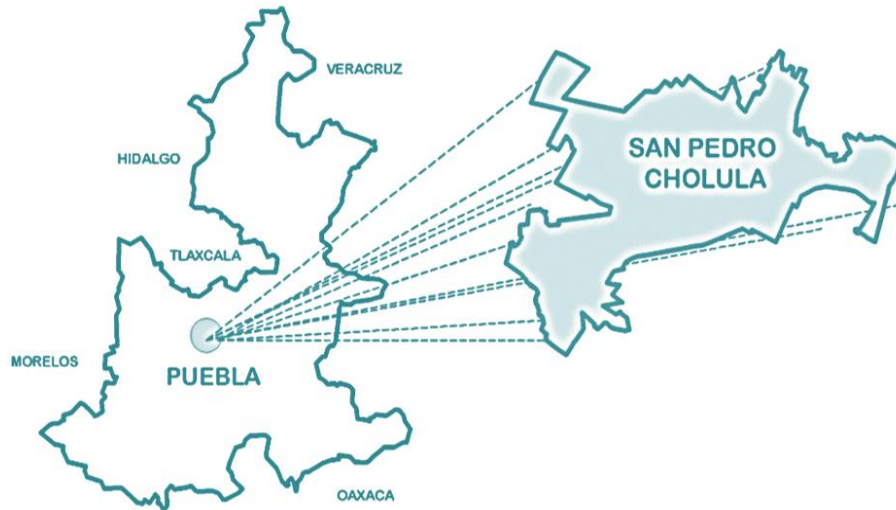 VERACRUZ
HIDALGO
SAN PEDRO
CHOLULA
TLAXCALA
MORELOS
PUEBLA
OAXACA